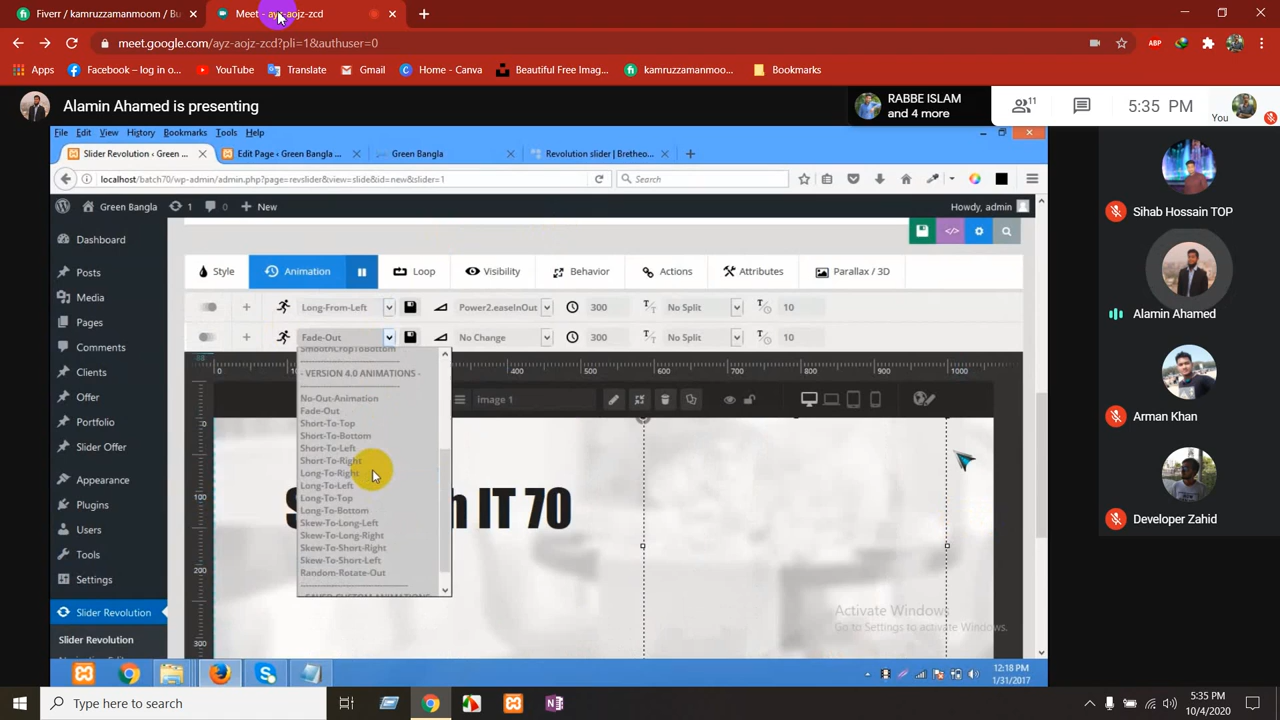 Fiverr / kamruzzamanmoom / Bu
Meet - ayz-aojz-zcd
meet.google.com/ayz-aojz-zcd?pli=1&authuser=0
ABP
Apps
Facebook – log in o...
YouTube
Translate
Gmail
Home - Canva
Beautiful Free Imag...
kamruzzamanmoo...
Bookmarks
Alamin Ahamed is presenting
RABBE ISLAM
and 4 more
11
5:35 PM
You
File Edit View History Bookmarks Tools Help
Slider Revolution ‹ Green ...
Edit Page ‹ Green Bangla ...
Green Bangla
Revolution slider | Bretheo...
localhost/batch70/wp-admin/admin.php?page=revslider&view=slide&id=new&slider=1
Search
Green Bangla
1
0
New
Howdy, admin
Dashboard
Posts
Media
Pages
Comments
Clients
Offer
Portfolio
Slider Offer
Appearance
Plugins
Users
Tools
Settings
Slider Revolution
Slider Revolution
Style
Animation
Loop
Visibility
Behavior
Actions
Attributes
Parallax / 3D
Long-From-Left
Power2.easeInOut
300
No Split
10
Fade-Out
No Change
300
No Split
10
SmoothCropToBottom
- VERSION 4.0 ANIMATIONS -
No-Out-Animation
Fade-Out
Short-To-Top
Short-To-Bottom
Short-To-Left
Short-To-Right
Long-To-Right
Long-To-Left
Long-To-Top
Long-To-Bottom
Skew-To-Long-Left
Skew-To-Long-Right
Skew-To-Short-Right
Skew-To-Short-Left
Random-Rotate-Out
- SAVED CUSTOM ANIMATIONS -
0
400
500
600
700
800
900
1000
image 1
0
100
200
300
IT 70
Activate Windows
Go to Settings to activate Windows.
12:18 PM
1/31/2017
Sihab Hossain TOP
Alamin Ahamed
Arman Khan
Developer Zahid
Type here to search
5:35 PM
10/4/2020